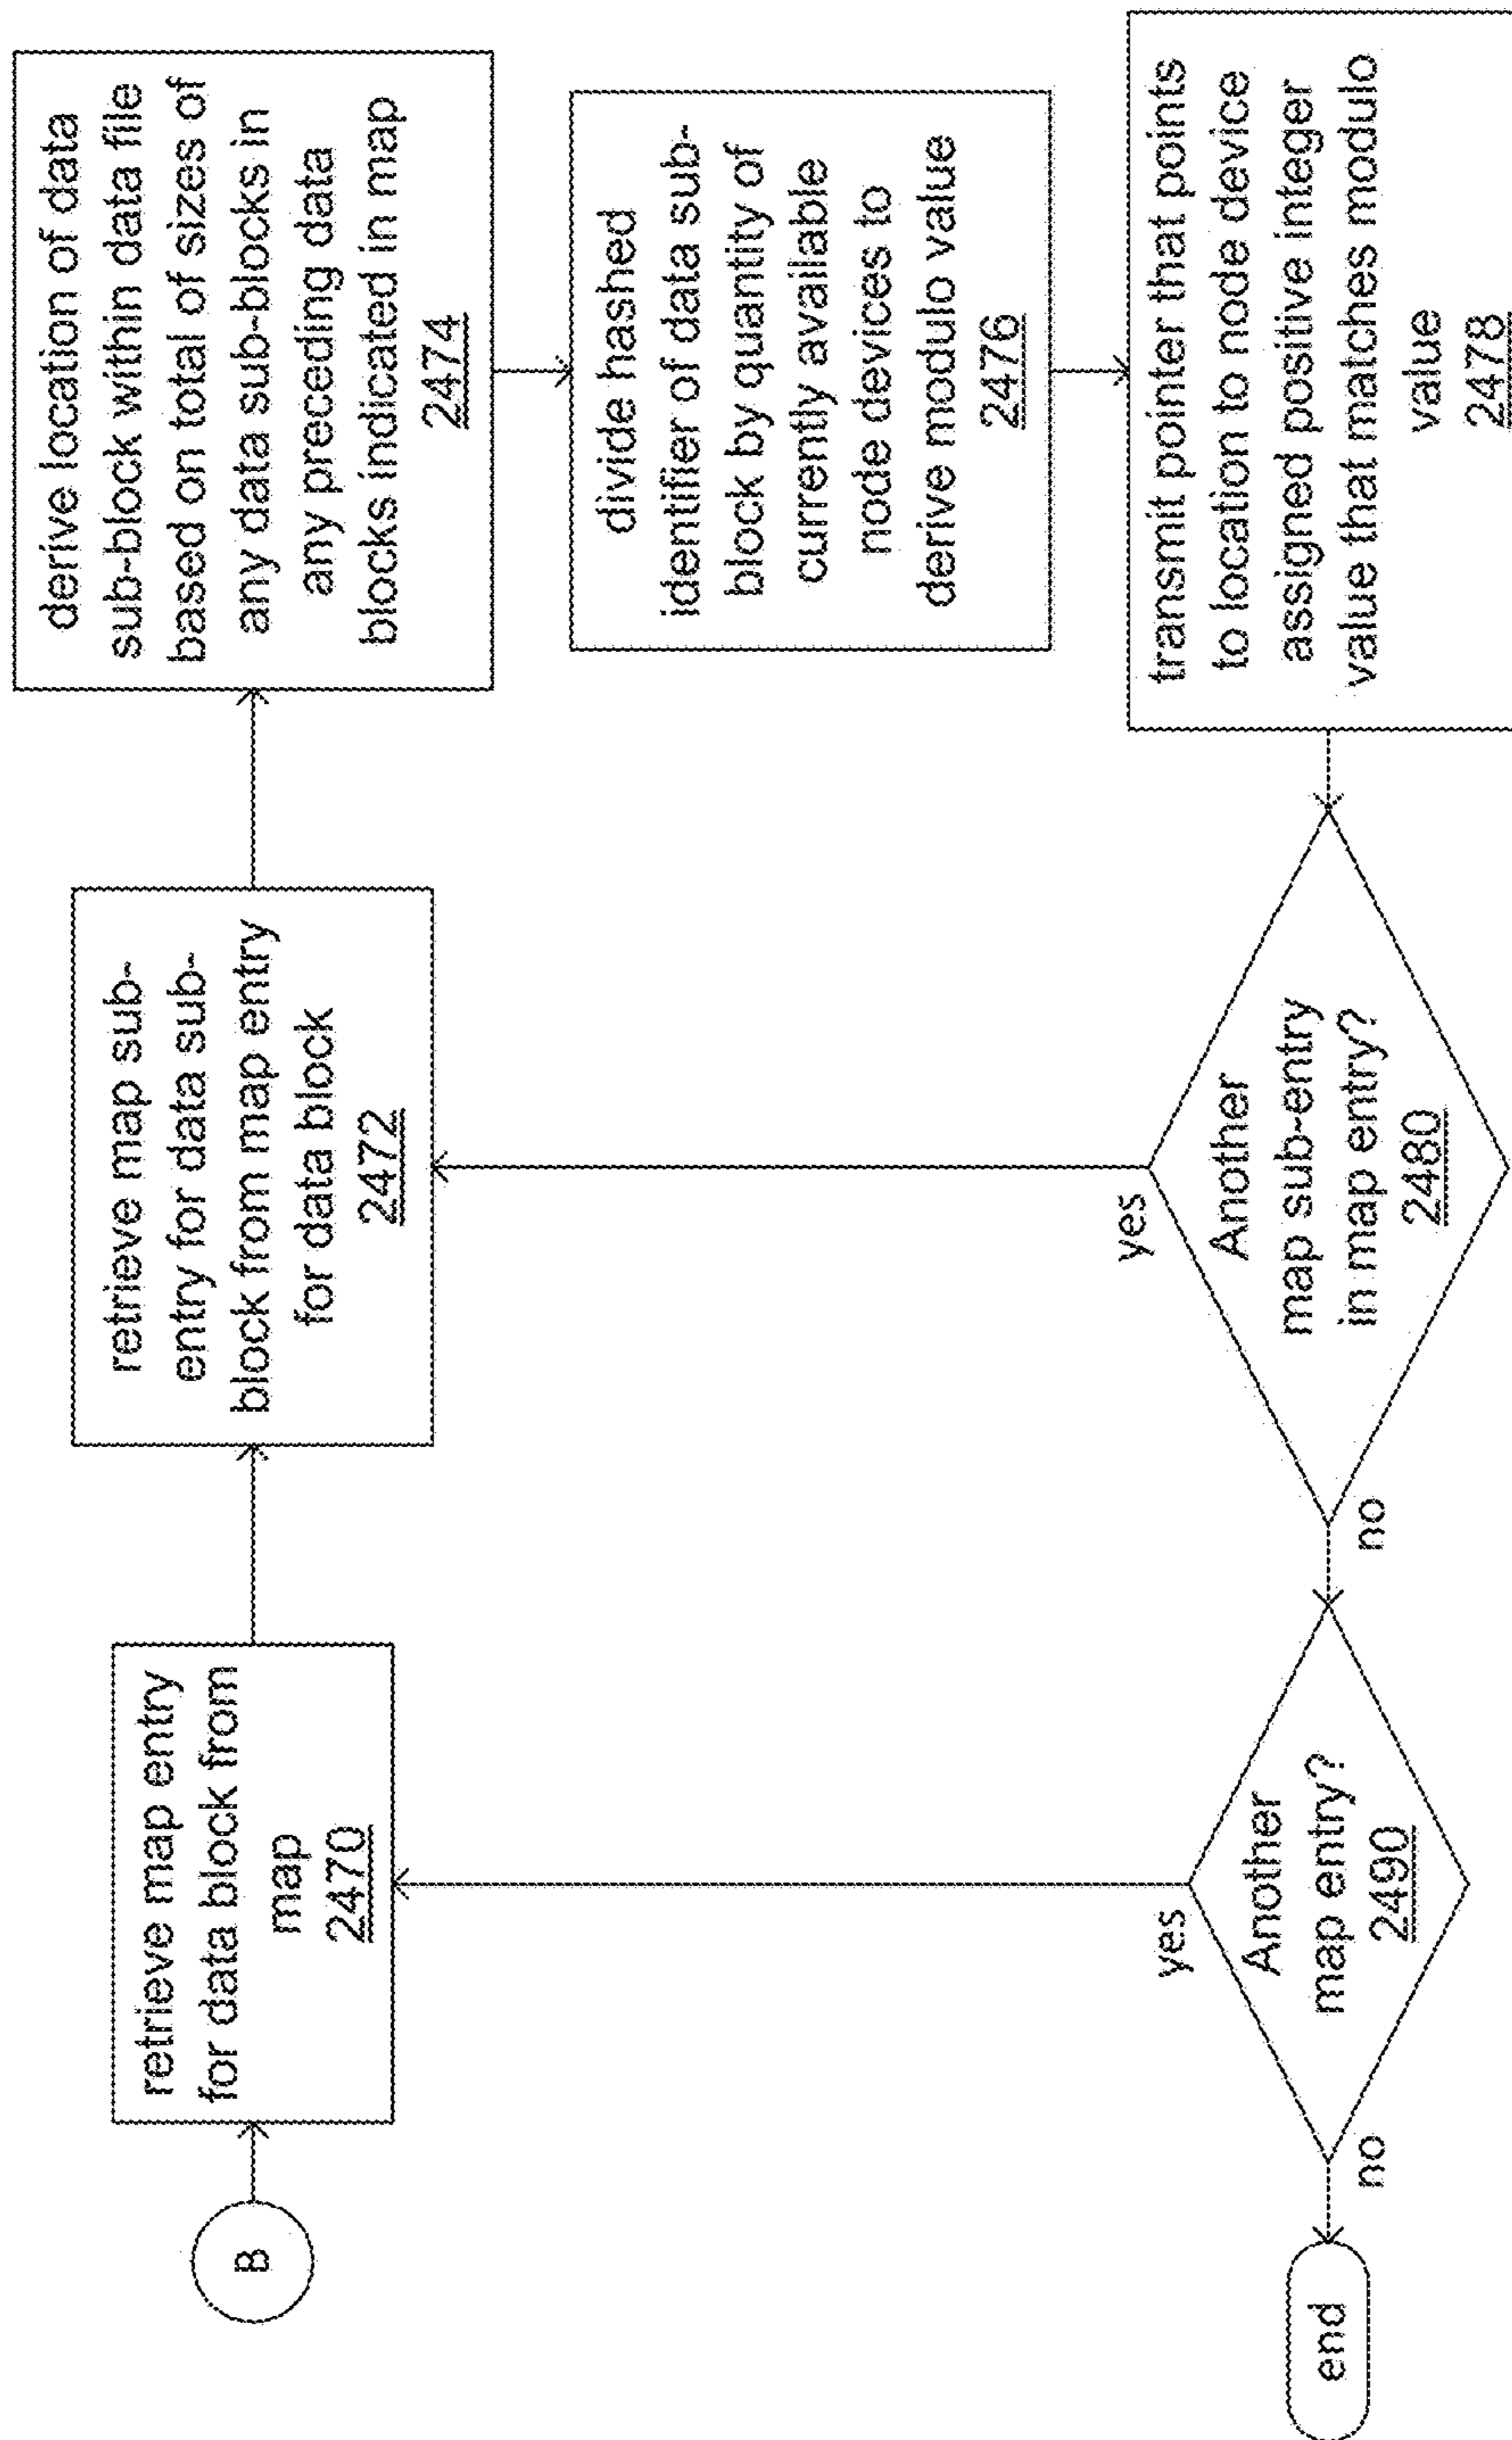 B
retrieve map entry
for data block from
map
2470
retrieve map sub-
entry for data sub-
block from map entry
for data block
2472
derive location of data
sub-block within data file
based on total of sizes of
any data sub-blocks in
any preceding data
blocks indicated in map
2474
divide hashed
identifier of data sub-
block by quantity of
currently available
node devices to
derive modulo value
2476
transmit pointer that points
to location to node device
assigned positive integer
value that matches modulo
value
2478
Another
map sub-entry
in map entry?
2480
yes
no
Another
map entry?
2490
yes
no
end